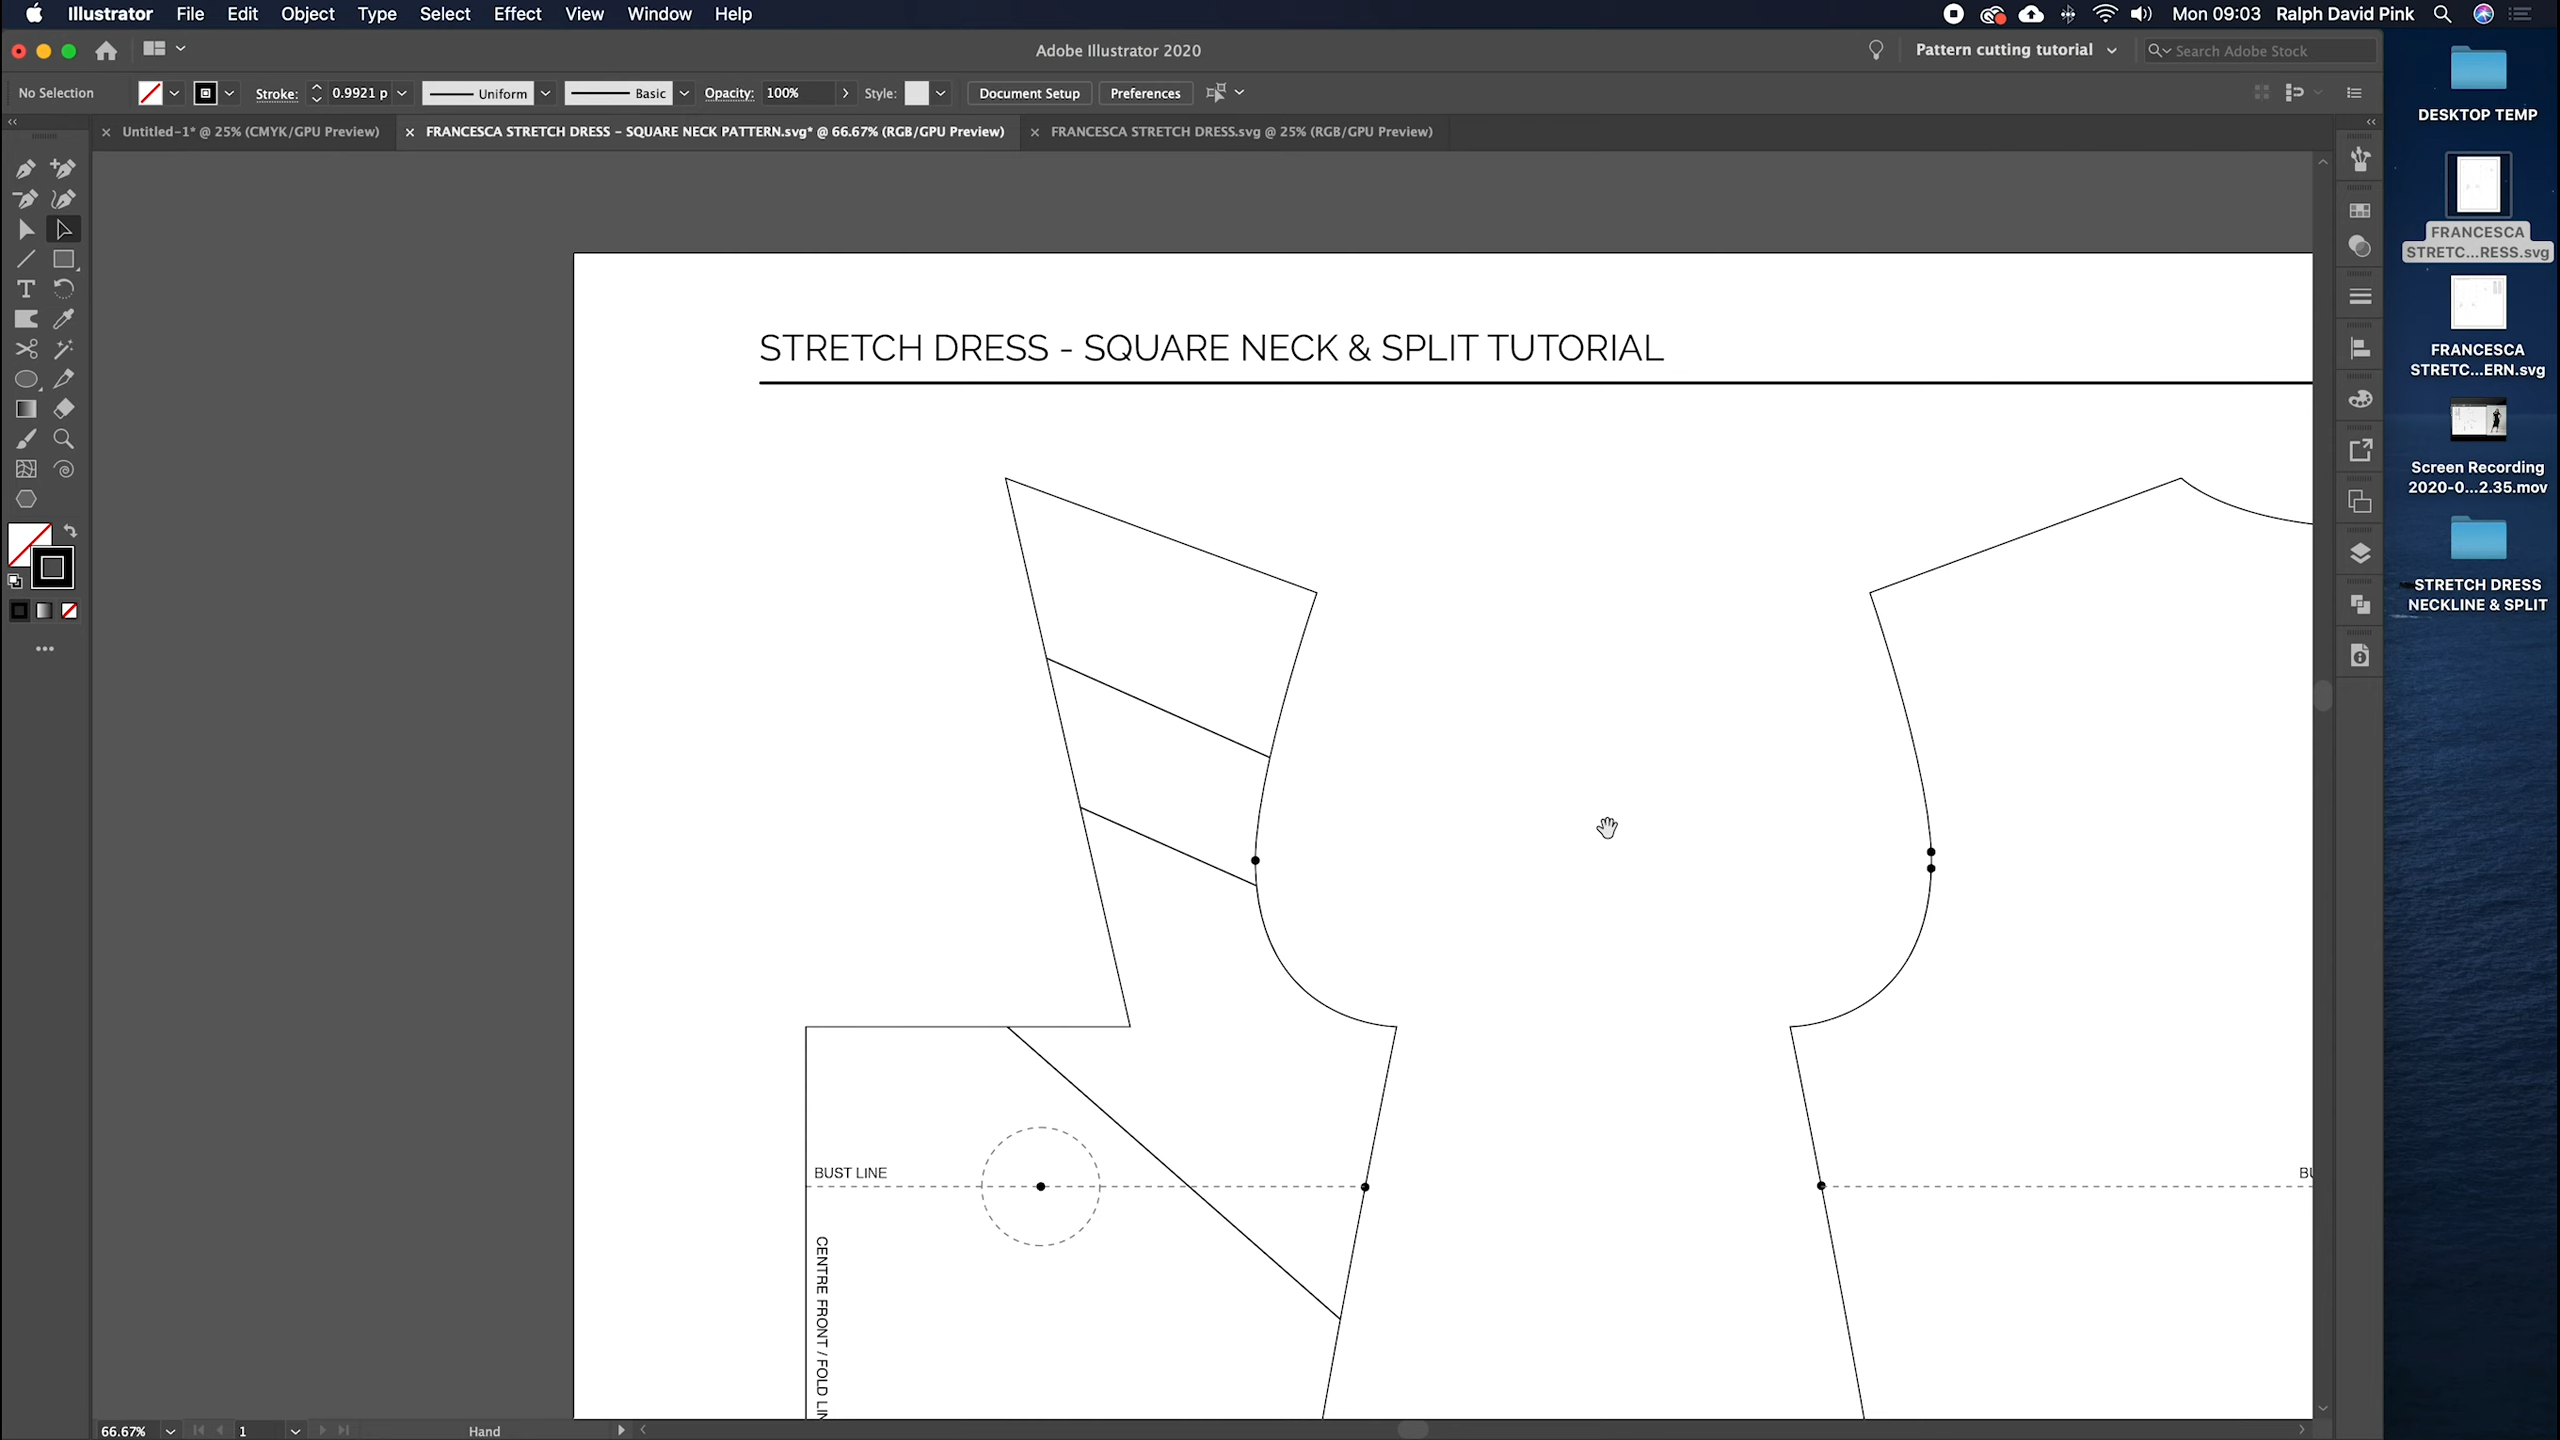 Illustrator File Edit Object Type Select Effect View Window Help
Mon 09:03 Ralph David Pink
Adobe Illustrator 2020
Pattern cutting tutorial
Search Adobe Stock
No Selection
Stroke: 0.9921 p
Uniform
Basic
Opacity: 100%
Style:
Document Setup
Preferences
Untitled-1* @ 25% (CMYK/GPU Preview)
FRANCESCA STRETCH DRESS - SQUARE NECK PATTERN.svg* @ 66.67% (RGB/GPU Preview)
FRANCESCA STRETCH DRESS.svg @ 25% (RGB/GPU Preview)
STRETCH DRESS - SQUARE NECK & SPLIT TUTORIAL
BUST LINE
BU
CENTRE FRONT / FOLD LIN
DESKTOP TEMP
FRANCESCA
STRETC...RESS.svg
FRANCESCA
STRETC...ERN.svg
Screen Recording
2020-0...2.35.mov
STRETCH DRESS
NECKLINE & SPLIT
66.67%
1
Hand